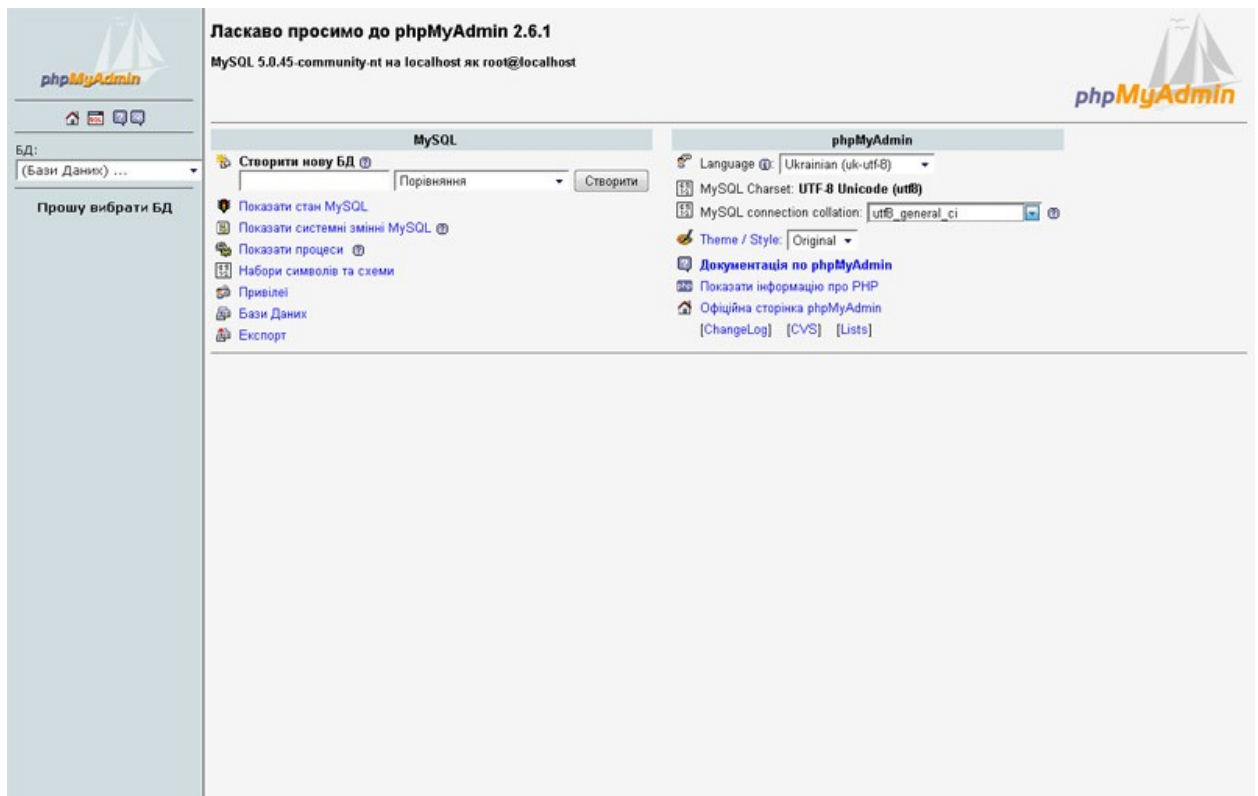 phpMyAdmin
БД:
(Бази Даних) ...
Прошу вибрати БД
Ласкаво просимо до phpMyAdmin 2.6.1
MySQL 5.0.45-community-nt на localhost як root@localhost
phpMyAdmin
MySQL
Створити нову БД
Порівняння Створити
Показати стан MySQL
Показати системні змінні MySQL
Показати процеси
Набори символів та схеми
Привілеї
Бази Даних
Експорт
phpMyAdmin
Language : Ukrainian (uk-utf-8)
MySQL Charset: UTF-8 Unicode (utf8)
MySQL connection collation: utf8_general_ci
Theme / Style: Original
Документація по phpMyAdmin
Показати інформацію про PHP
Офіційна сторінка phpMyAdmin
[ChangeLog] [CVS] [Lists]